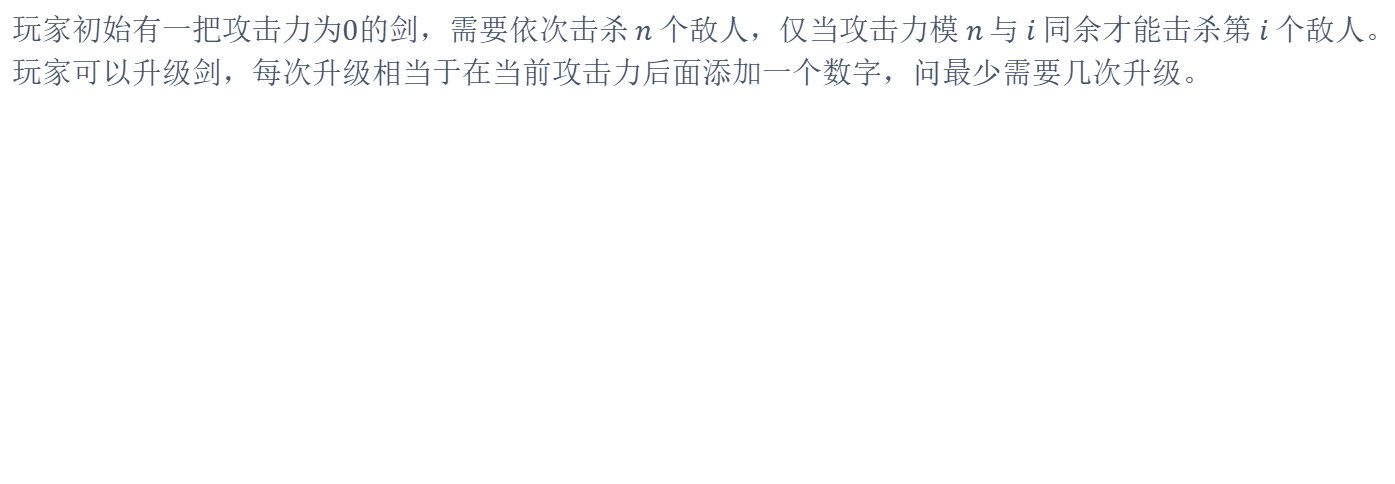 玩家初始有一把攻击力为0的剑，需要依次击杀 n 个敌人，仅当攻击力模 n 与 i 同余才能击杀第 i 个敌人。
玩家可以升级剑，每次升级相当于在当前攻击力后面添加一个数字，问最少需要几次升级。